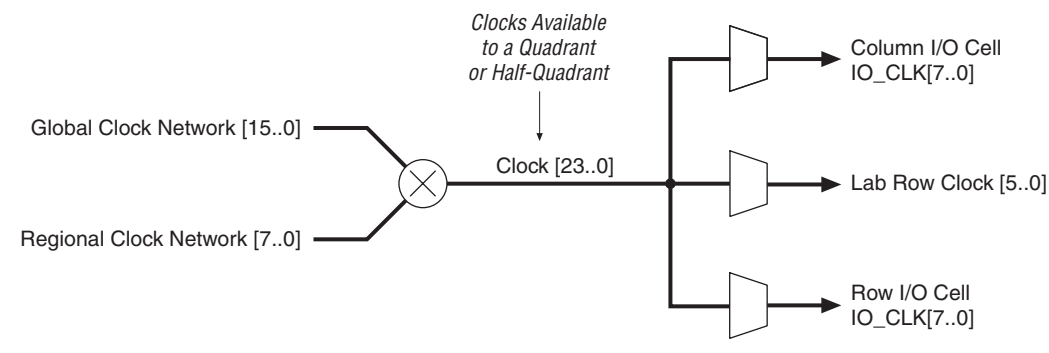 Clocks Available
to a Quadrant
or Half-Quadrant
Column I/O Cell
IO_CLK[7..0]
Global Clock Network [15..0]
Clock [23..0]
Lab Row Clock [5..0]
Regional Clock Network [7..0]
Row I/O Cell
IO_CLK[7..0]